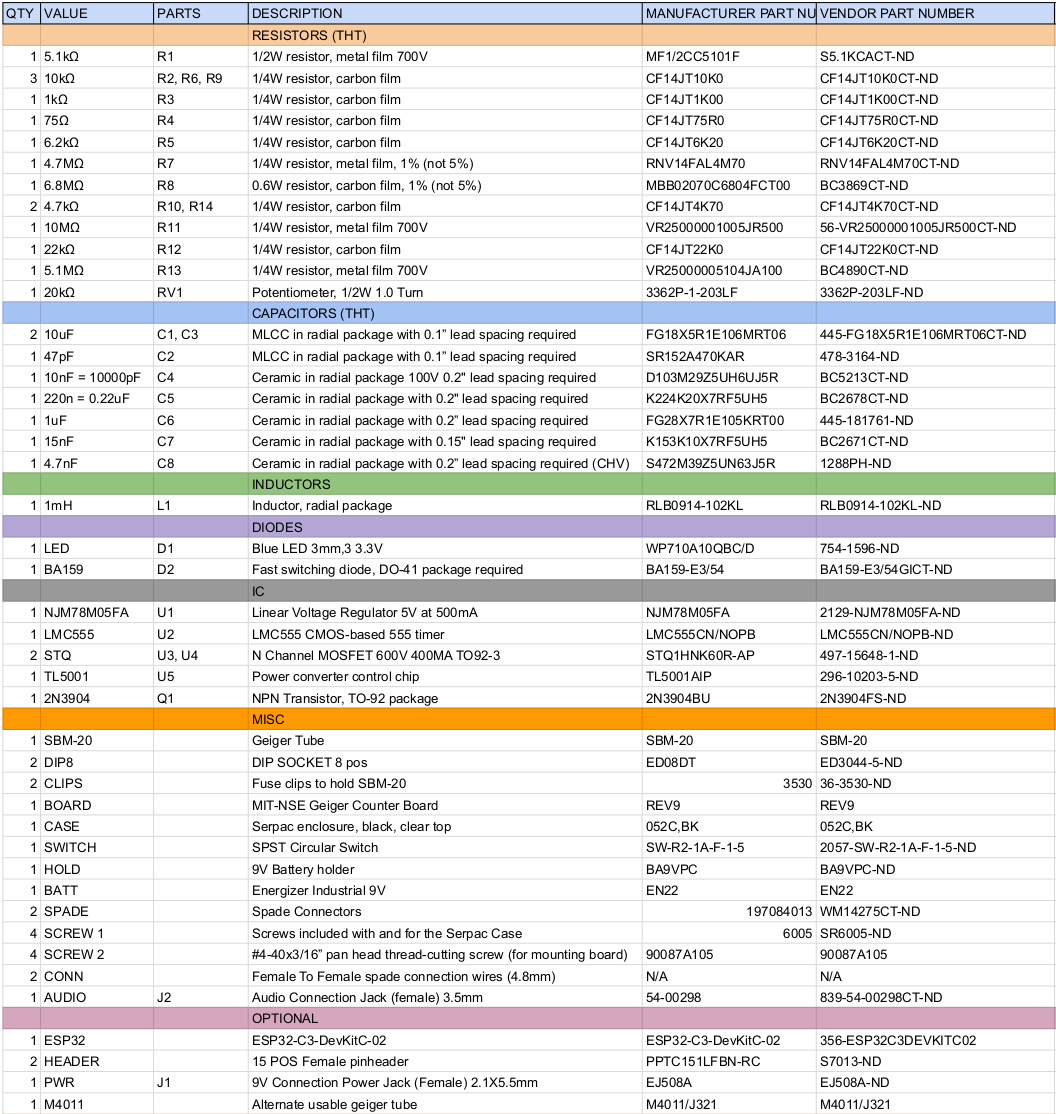 QTY VALUE PARTS DESCRIPTION MANUFACTURER PART NU VENDOR PART NUMBER
RESISTORS (THT)
1 5.1kΩ R1 1/2W resistor, metal film 700V MF1/2CC5101F S5.1KCACT-ND
3 10kΩ R2, R6, R9 1/4W resistor, carbon film CF14JT10K0 CF14JT10K0CT-ND
1 1kΩ R3 1/4W resistor, carbon film CF14JT1K00 CF14JT1K00CT-ND
1 75Ω R4 1/4W resistor, carbon film CF14JT75R0 CF14JT75R0CT-ND
1 6.2kΩ R5 1/4W resistor, carbon film CF14JT6K20 CF14JT6K20CT-ND
1 4.7MΩ R7 1/4W resistor, metal film, 1% (not 5%) RNV14FAL4M70 RNV14FAL4M70CT-ND
1 6.8MΩ R8 0.6W resistor, carbon film, 1% (not 5%) MBB02070C6804FCT00 BC3869CT-ND
2 4.7kΩ R10, R14 1/4W resistor, carbon film CF14JT4K70 CF14JT4K70CT-ND
1 10MΩ R11 1/4W resistor, metal film 700V VR25000001005JR500 56-VR25000001005JR500CT-ND
1 22kΩ R12 1/4W resistor, carbon film CF14JT22K0 CF14JT22K0CT-ND
1 5.1MΩ R13 1/4W resistor, metal film 700V VR25000005104JA100 BC4890CT-ND
1 20kΩ RV1 Potentiometer, 1/2W 1.0 Turn 3362P-1-203LF 3362P-203LF-ND
CAPACITORS (THT)
2 10uF C1, C3 MLCC in radial package with 0.1” lead spacing required FG18X5R1E106MRT06 445-FG18X5R1E106MRT06CT-ND
1 47pF C2 MLCC in radial package with 0.1” lead spacing required SR152A470KAR 478-3164-ND
1 10nF = 10000pF C4 Ceramic in radial package 100V 0.2" lead spacing required D103M29Z5UH6UJ5R BC5213CT-ND
1 220n = 0.22uF C5 Ceramic in radial package with 0.2" lead spacing required K224K20X7RF5UH5 BC2678CT-ND
1 1uF C6 Ceramic in radial package with 0.2” lead spacing required FG28X7R1E105KRT00 445-181761-ND
1 15nF C7 Ceramic in radial package with 0.15" lead spacing required K153K10X7RF5UH5 BC2671CT-ND
1 4.7nF C8 Ceramic in radial package with 0.2” lead spacing required (CHV) S472M39Z5UN63J5R 1288PH-ND
INDUCTORS
1 1mH L1 Inductor, radial package RLB0914-102KL RLB0914-102KL-ND
DIODES
1 LED D1 Blue LED 3mm,3 3.3V WP710A10QBC/D 754-1596-ND
1 BA159 D2 Fast switching diode, DO-41 package required BA159-E3/54 BA159-E3/54GICT-ND
IC
1 NJM78M05FA U1 Linear Voltage Regulator 5V at 500mA NJM78M05FA 2129-NJM78M05FA-ND
1 LMC555 U2 LMC555 CMOS-based 555 timer LMC555CN/NOPB LMC555CN/NOPB-ND
2 STQ U3, U4 N Channel MOSFET 600V 400MA TO92-3 STQ1HNK60R-AP 497-15648-1-ND
1 TL5001 U5 Power converter control chip TL5001AIP 296-10203-5-ND
1 2N3904 Q1 NPN Transistor, TO-92 package 2N3904BU 2N3904FS-ND
MISC
1 SBM-20 Geiger Tube SBM-20 SBM-20
2 DIP8 DIP SOCKET 8 pos ED08DT ED3044-5-ND
2 CLIPS Fuse clips to hold SBM-20 3530 36-3530-ND
1 BOARD MIT-NSE Geiger Counter Board REV9 REV9
1 CASE Serpac enclosure, black, clear top 052C,BK 052C,BK
1 SWITCH SPST Circular Switch SW-R2-1A-F-1-5 2057-SW-R2-1A-F-1-5-ND
1 HOLD 9V Battery holder BA9VPC BA9VPC-ND
1 BATT Energizer Industrial 9V EN22 EN22
2 SPADE Spade Connectors 197084013 WM14275CT-ND
4 SCREW 1 Screws included with and for the Serpac Case 6005 SR6005-ND
4 SCREW 2 #4-40x3/16” pan head thread-cutting screw (for mounting board) 90087A105 90087A105
2 CONN Female To Female spade connection wires (4.8mm) N/A N/A
1 AUDIO J2 Audio Connection Jack (female) 3.5mm 54-00298 839-54-00298CT-ND
OPTIONAL
1 ESP32 ESP32-C3-DevKitC-02 ESP32-C3-DevKitC-02 356-ESP32C3DEVKITC02
2 HEADER 15 POS Female pinheader PPTC151LFBN-RC S7013-ND
1 PWR J1 9V Connection Power Jack (Female) 2.1X5.5mm EJ508A EJ508A-ND
1 M4011 Alternate usable geiger tube M4011/J321 M4011/J321